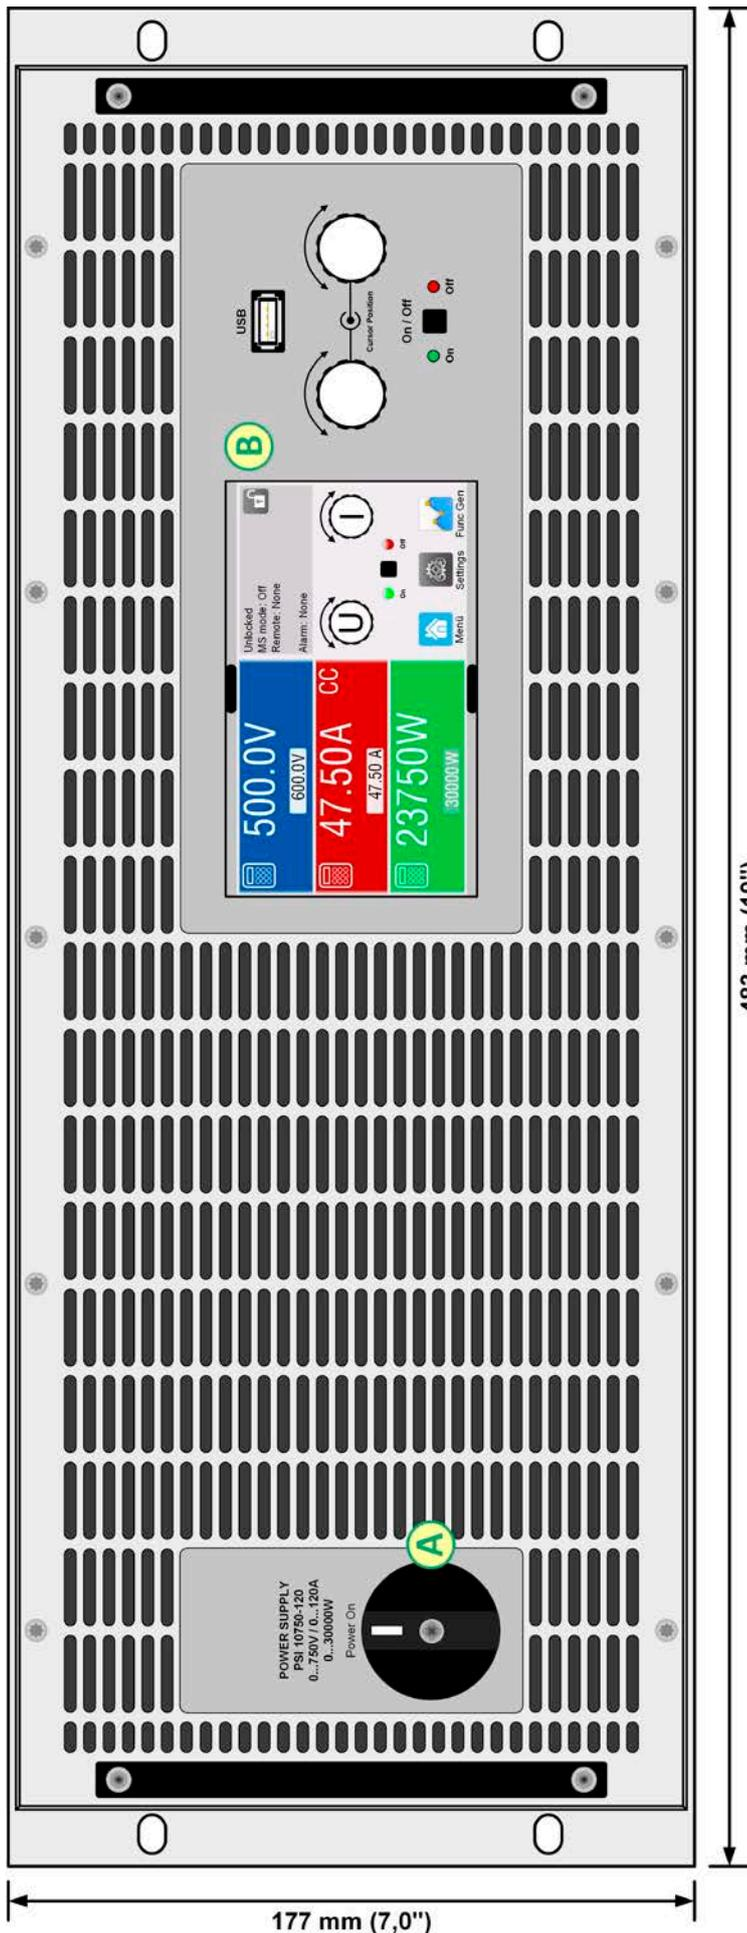 USB
Cursor Position
On / Off
On
Off
B
500.0V
600.0V
47.50A
CC
47.50 A
23750W
30000W
Unlocked
MS mode: Off
Remote: None
Alarm: None
U
I
On
Off
Menü
Settings
Func Gen
POWER SUPPLY
PSI 10750-120
0...750V / 0...120A
0...30000W
Power On
A
177 mm (7,0")